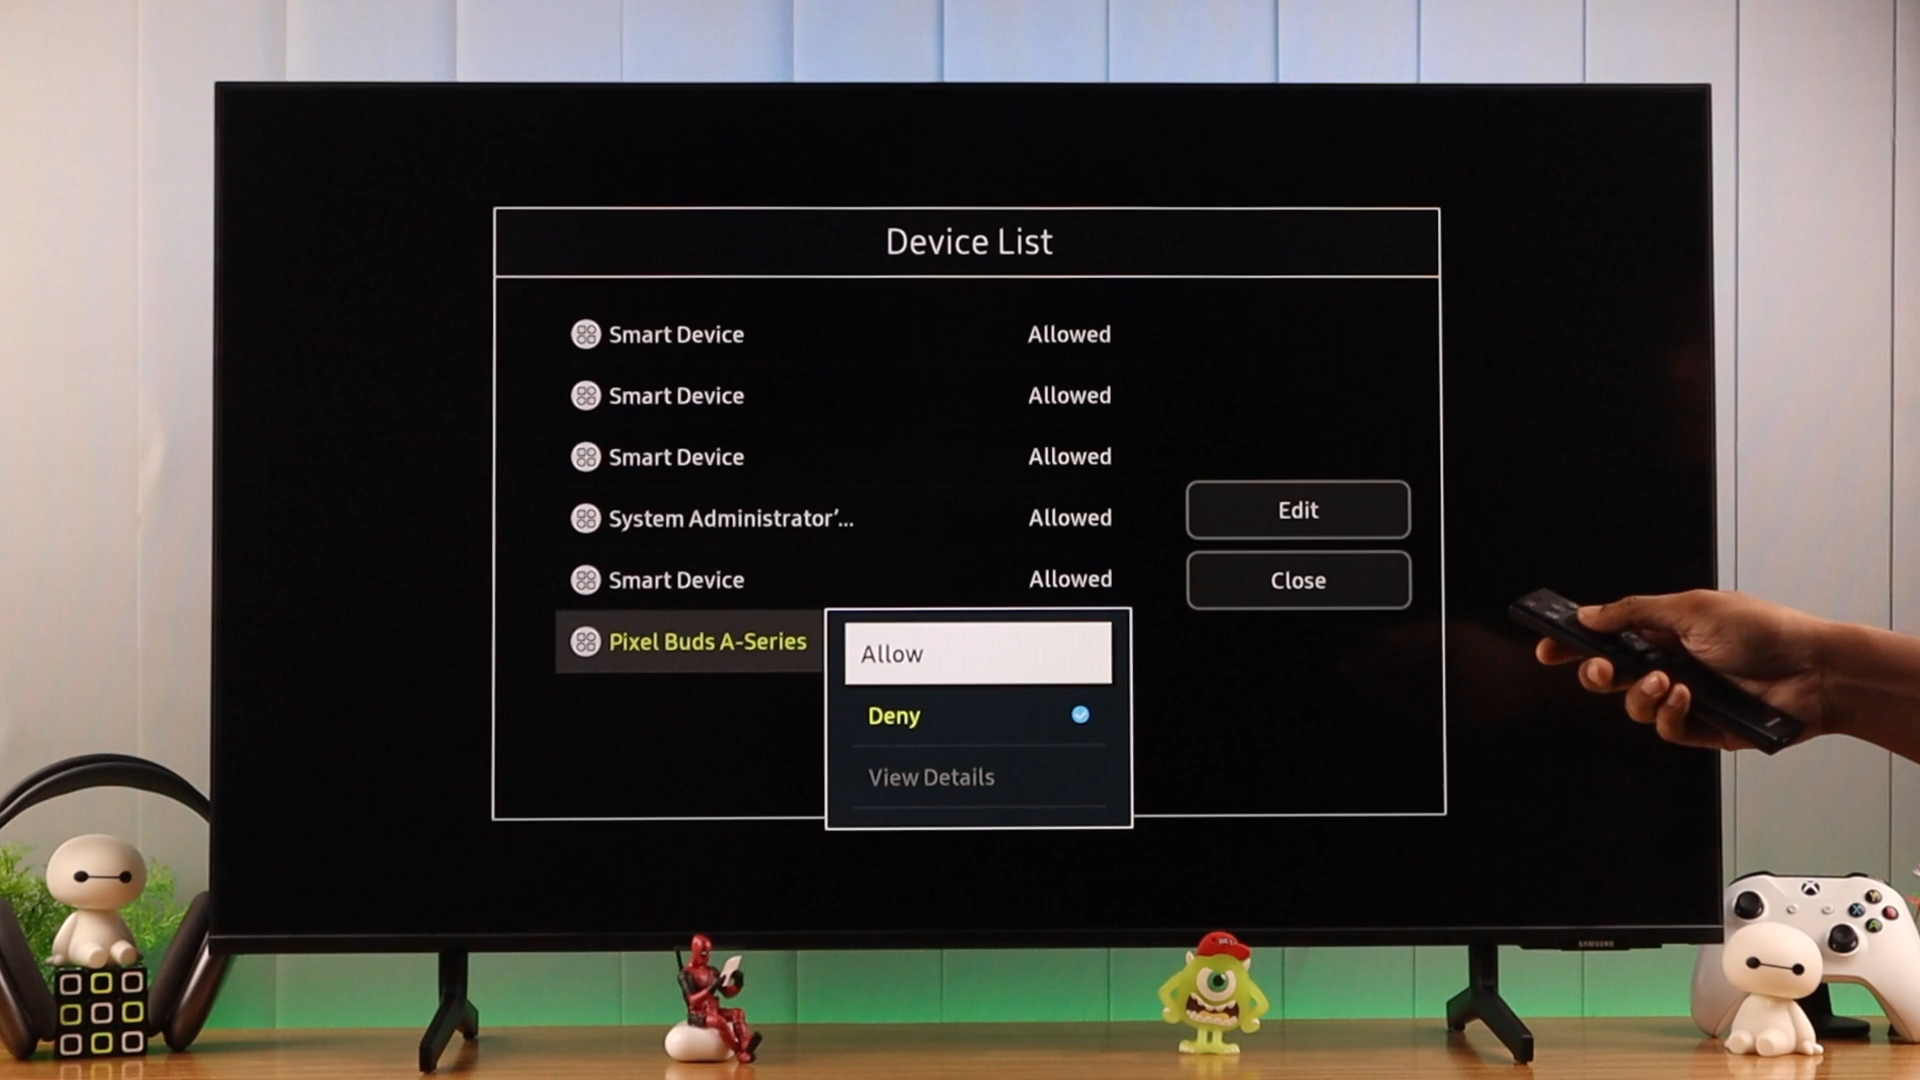 Device List
Smart Device Allowed
Smart Device Allowed
Smart Device Allowed
System Administrator'... Allowed
Edit
Smart Device Allowed
Close
Pixel Buds A-Series
Allow
Deny
View Details
SAMSUNG